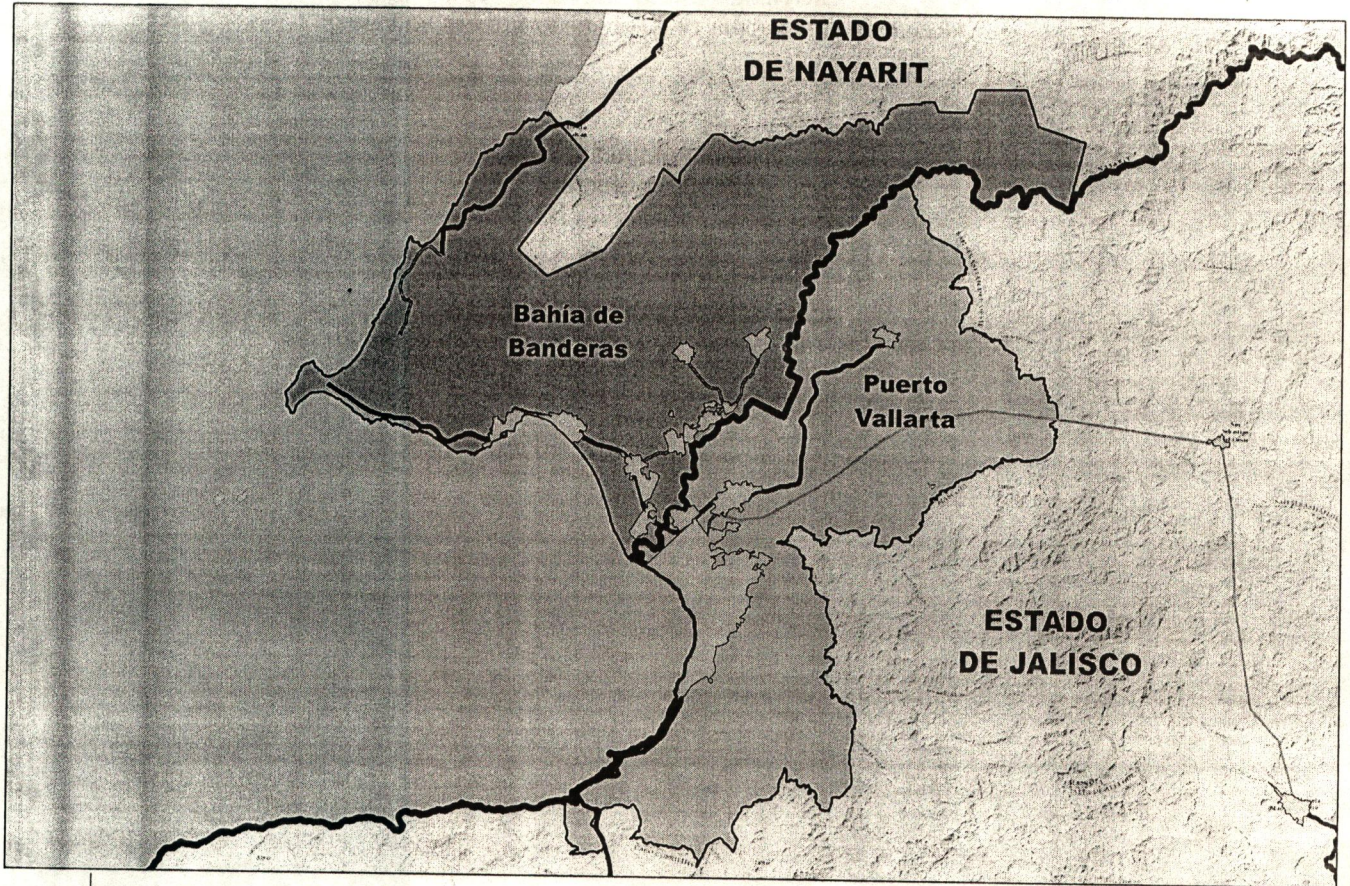 ESTADO
DE NAYARIT
Bahía de
Banderas
Puerto
Vallarta
ESTADO
DE JALISCO